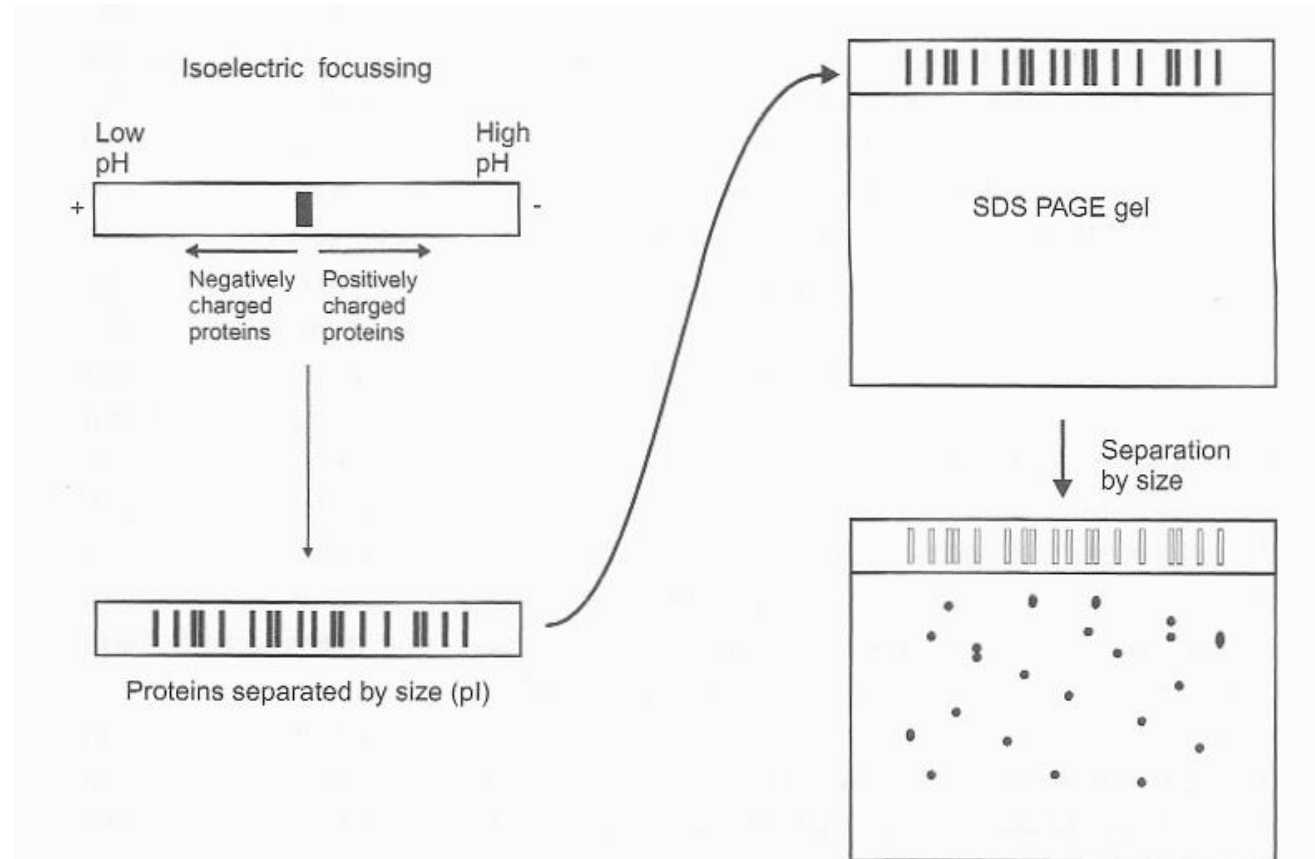 Isoelectric focussing
Low
pH
High
pH
+
-
Negatively
charged
proteins
Positively
charged
proteins
Proteins separated by size (pI)
SDS PAGE gel
Separation
by size